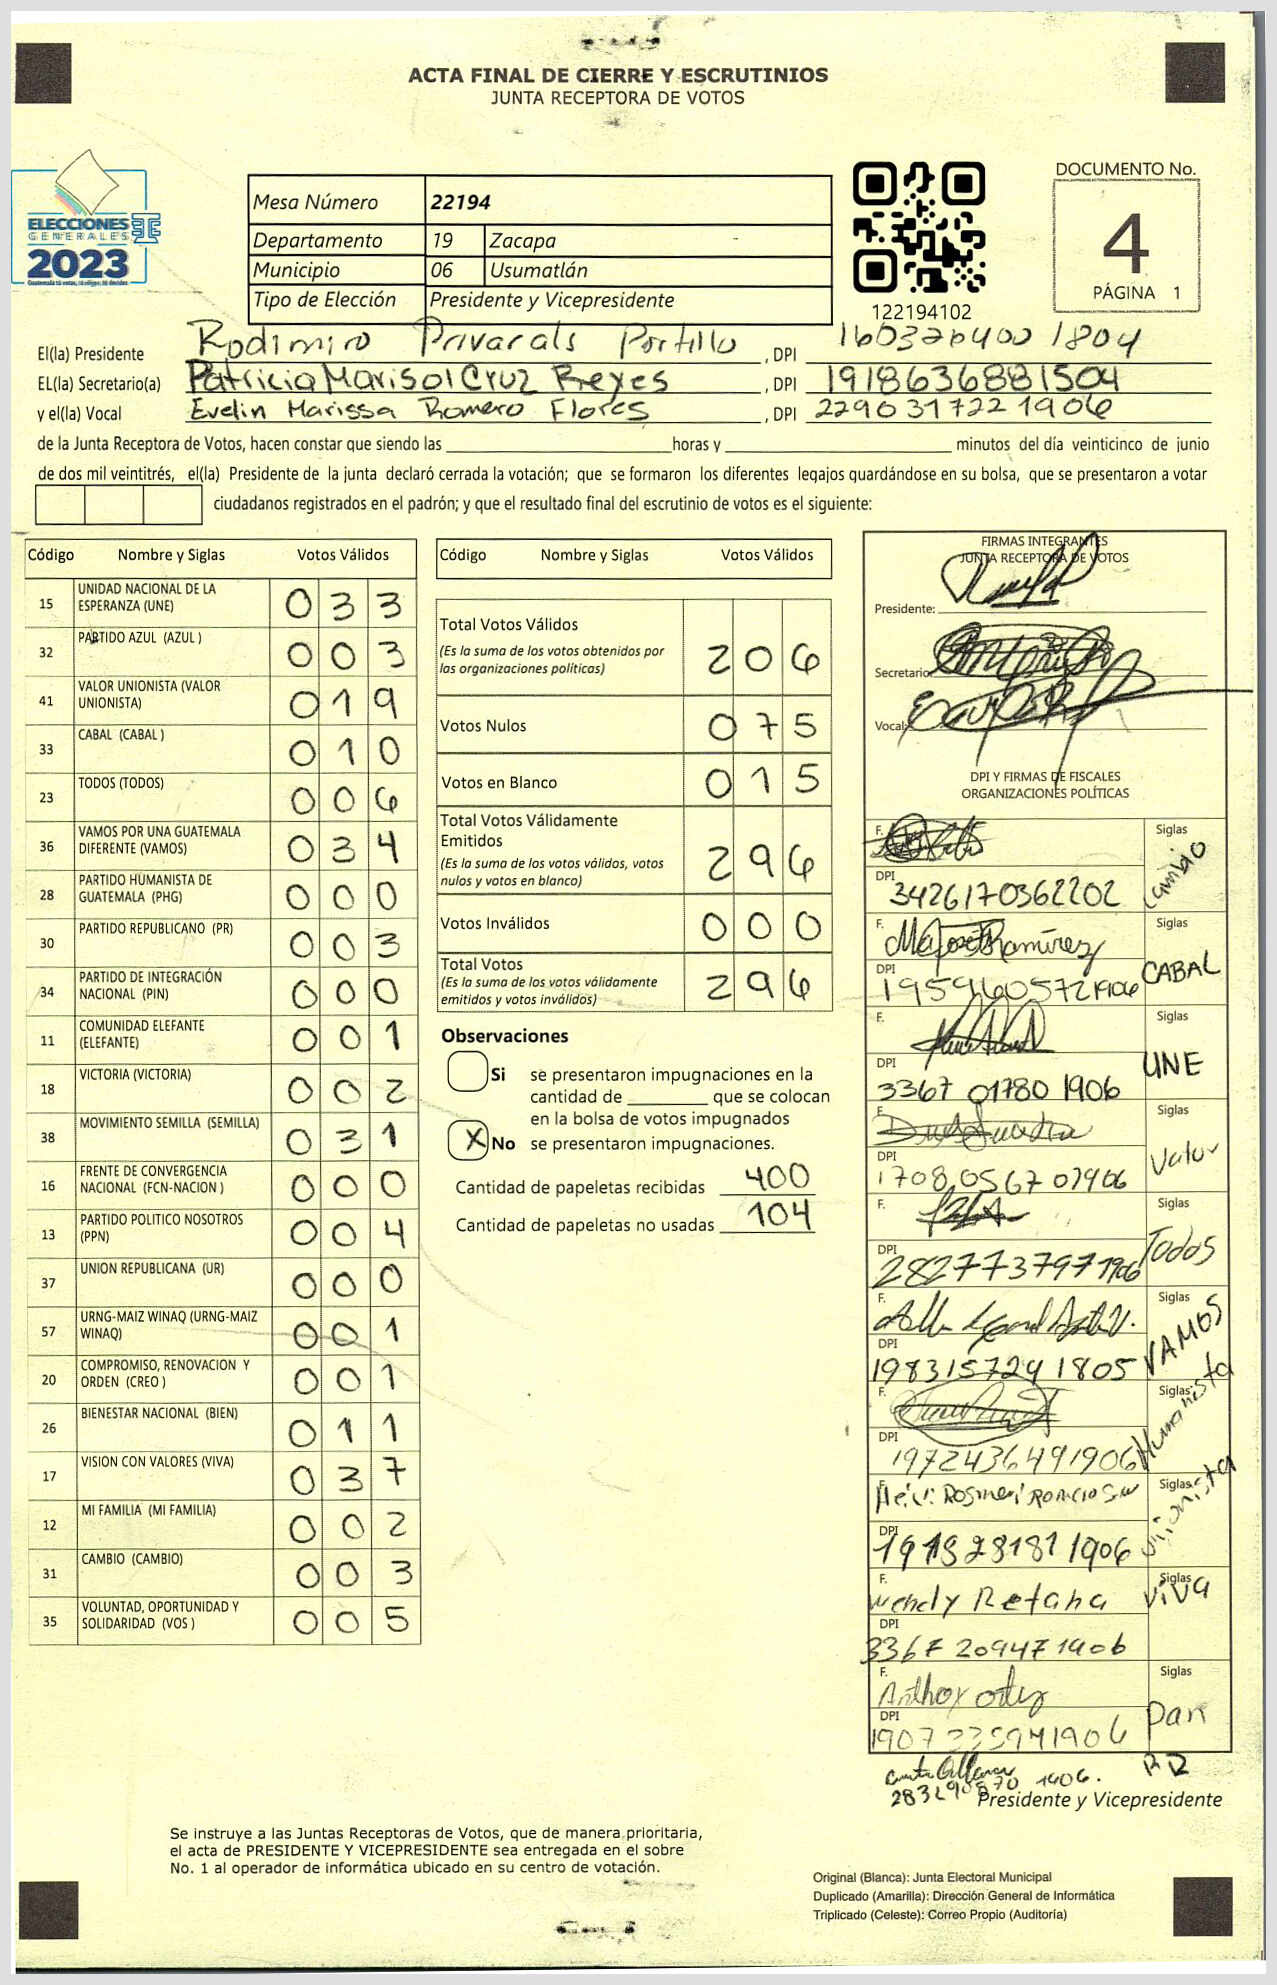 ACTA FINAL DE CIERRE Y ESCRUTINIOS
JUNTA RECEPTORA DE VOTOS
ELECCIONES
GENERALES
2023
Mesa Número 22194
Departamento 19 Zacapa
Municipio 06 Usumatlán
Tipo de Elección Presidente y Vicepresidente
122194102
DOCUMENTO No.
4
PÁGINA 1
El(la) Presidente Rodimiro Privarals Portillo, DPI 1603264001804
EL(la) Secretario(a) Patricia Marisol Cruz Reyes, DPI 1918636881504
y el(la) Vocal Evelin Marissa Romero Flores, DPI 2290317221906
de la Junta Receptora de Votos, hacen constar que siendo las horas y minutos del día veinticinco de junio
de dos mil veintitrés, el(la) Presidente de la junta declaró cerrada la votación; que se formaron los diferentes legajos quardándose en su bolsa, que se presentaron a votar
ciudadanos registrados en el padrón; y que el resultado final del escrutinio de votos es el siguiente:
Código Nombre y Siglas Votos Válidos
15 UNIDAD NACIONAL DE LA ESPERANZA (UNE) 0 3 3
32 PARTIDO AZUL (AZUL ) 0 0 3
41 VALOR UNIONISTA (VALOR UNIONISTA) 0 1 9
33 CABAL (CABAL ) 0 1 0
23 TODOS (TODOS) 0 0 6
36 VAMOS POR UNA GUATEMALA DIFERENTE (VAMOS) 0 3 4
28 PARTIDO HUMANISTA DE GUATEMALA (PHG) 0 0 0
30 PARTIDO REPUBLICANO (PR) 0 0 3
34 PARTIDO DE INTEGRACIÓN NACIONAL (PIN) 0 0 0
11 COMUNIDAD ELEFANTE (ELEFANTE) 0 0 1
18 VICTORIA (VICTORIA) 0 0 2
38 MOVIMIENTO SEMILLA (SEMILLA) 0 3 1
16 FRENTE DE CONVERGENCIA NACIONAL (FCN-NACION ) 0 0 0
13 PARTIDO POLITICO NOSOTROS (PPN) 0 0 4
37 UNION REPUBLICANA (UR) 0 0 0
57 URNG-MAIZ WINAQ (URNG-MAIZ WINAQ) 0 0 1
20 COMPROMISO, RENOVACION Y ORDEN (CREO ) 0 0 1
26 BIENESTAR NACIONAL (BIEN) 0 1 1
17 VISION CON VALORES (VIVA) 0 3 7
12 MI FAMILIA (MI FAMILIA) 0 0 2
31 CAMBIO (CAMBIO) 0 0 3
35 VOLUNTAD, OPORTUNIDAD Y SOLIDARIDAD (VOS ) 0 0 5
Código Nombre y Siglas Votos Válidos
Total Votos Válidos
(Es la suma de los votos obtenidos por las organizaciones políticas) 2 0 6
Votos Nulos 0 7 5
Votos en Blanco 0 1 5
Total Votos Válidamente Emitidos
(Es la suma de los votos válidos, votos nulos y votos en blanco) 2 9 6
Votos Inválidos 0 0 0
Total Votos
(Es la suma de los votos válidamente emitidos y votos inválidos) 2 9 6
Observaciones
Si se presentaron impugnaciones en la
cantidad de que se colocan
en la bolsa de votos impugnados
X No se presentaron impugnaciones.
Cantidad de papeletas recibidas 400
Cantidad de papeletas no usadas 104
FIRMAS INTEGRANTES
JUNTA RECEPTORA DE VOTOS
Presidente:
Secretario
Vocal:
DPI Y FIRMAS DE FISCALES
ORGANIZACIONES POLÍTICAS
F. Siglas Cambio
DPI 3426170362202
F. MaJosé Ramírez Siglas CABAL
DPI 19594605721906
F. Siglas UNE
DPI 3367 01780 1906
F. Siglas Valor
DPI 1708 0567 01906
F. Siglas Todos
DPI 2827737971906
F. Siglas VAMOS
DPI 1983157241805
F. Siglas Humanista
DPI 1972436491906
F. Siglas
DPI
F. Wendy Retana Siglas VIVA
DPI 3367 20947 1906
F. Anthoy ortiz Siglas Pan
DPI
Presidente y Vicepresidente
Se instruye a las Juntas Receptoras de Votos, que de manera prioritaria,
el acta de PRESIDENTE Y VICEPRESIDENTE sea entregada en el sobre
No. 1 al operador de informática ubicado en su centro de votación.
Original (Blanca): Junta Electoral Municipal
Duplicado (Amarilla): Dirección General de Informática
Triplicado (Celeste): Correo Propio (Auditoría)